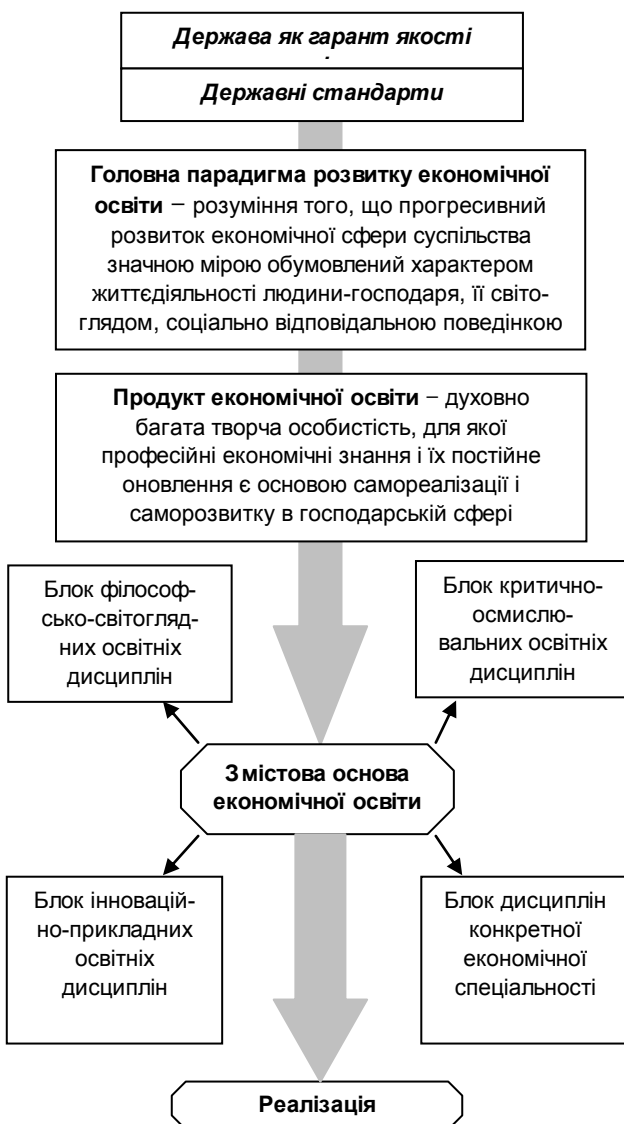 Держава як гарант якості
Державні стандарти
Головна парадигма розвитку економічної
освіти – розуміння того, що прогресивний
розвиток економічної сфери суспільства
значною мірою обумовлений характером
життєдіяльності людини-господаря, її світо-
глядом, соціально відповідальною поведінкою
Продукт економічної освіти – духовно
багата творча особистість, для якої
професійні економічні знання і їх постійне
оновлення є основою самореалізації і
саморозвитку в господарській сфері
Блок філософ-
сько-світогляд-
них освітніх
дисциплін
Блок критично-
осмислю-
вальних освітніх
дисциплін
Змістова основа
економічної освіти
Блок інновацій-
но-прикладних
освітніх
дисциплін
Блок дисциплін
конкретної
економічної
спеціальності
Реалізація